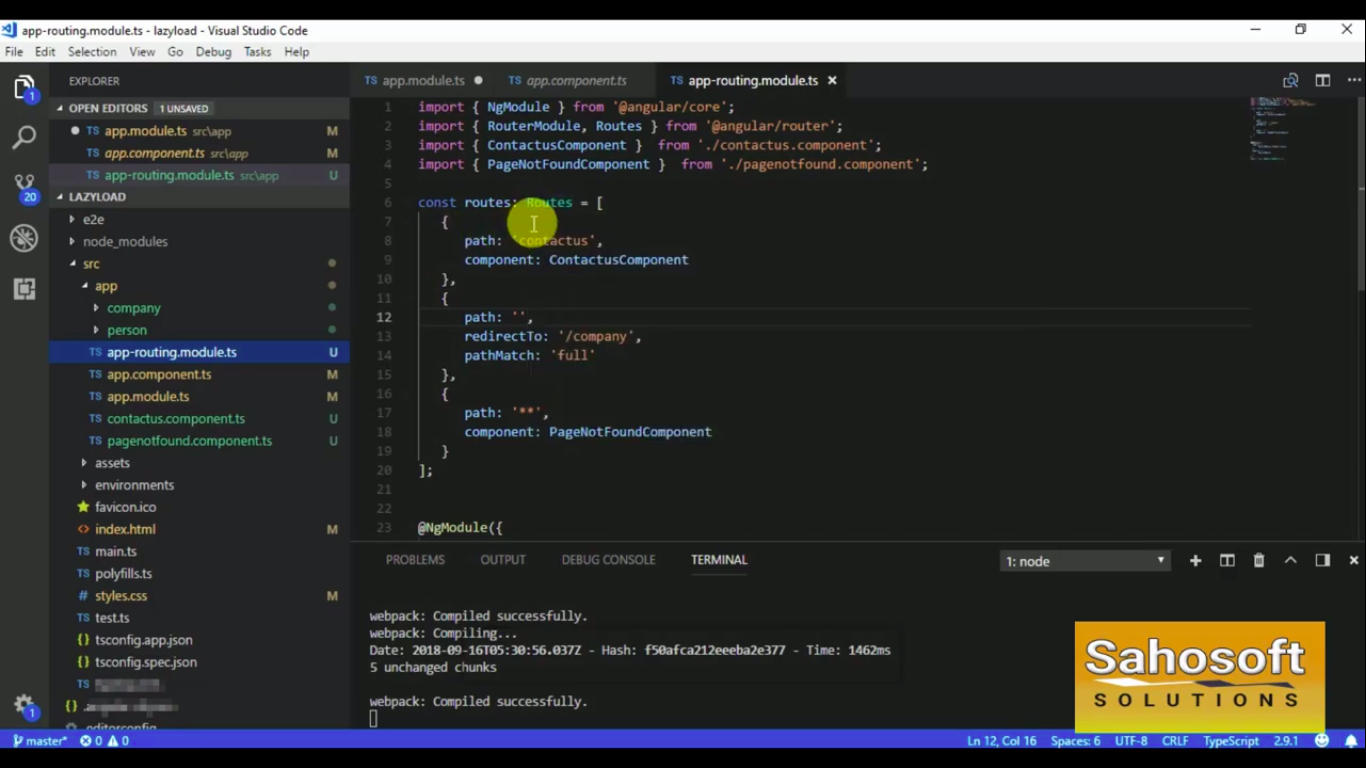 app-routing.module.ts - lazyload - Visual Studio Code
File Edit Selection View Go Debug Tasks Help
EXPLORER
TS app.module.ts TS app.component.ts TS app-routing.module.ts
OPEN EDITORS 1 UNSAVED
TS app.module.ts src\app M
TS app.component.ts src\app M
TS app-routing.module.ts src\app U
LAZYLOAD
e2e
node_modules
src
app
company
person
TS app-routing.module.ts U
TS app.component.ts M
TS app.module.ts M
TS contactus.component.ts U
TS pagenotfound.component.ts U
assets
environments
favicon.ico
<> index.html M
TS main.ts
TS polyfills.ts
# styles.css M
TS test.ts
{} tsconfig.app.json
{} tsconfig.spec.json
TS
{}
.editorconfig
1
20
1
1 import { NgModule } from '@angular/core';
2 import { RouterModule, Routes } from '@angular/router';
3 import { ContactusComponent }  from './contactus.component';
4 import { PageNotFoundComponent }  from './pagenotfound.component';
5
6 const routes: Routes = [
7 {
8 path: 'contactus',
9 component: ContactusComponent
10 },
11 {
12 path: '',
13 redirectTo: '/company',
14 pathMatch: 'full'
15 },
16 {
17 path: '**',
18 component: PageNotFoundComponent
19 }
20 ];
21
22
23 @NgModule({
PROBLEMS OUTPUT DEBUG CONSOLE TERMINAL 1: node
webpack: Compiled successfully.
webpack: Compiling...
Date: 2018-09-16T05:30:56.037Z - Hash: f50afca212eeeba2e377 - Time: 1462ms
5 unchanged chunks
webpack: Compiled successfully.
Sahosoft
SOLUTIONS
master* 0 0 Ln 12, Col 16 Spaces: 6 UTF-8 CRLF TypeScript 2.9.1